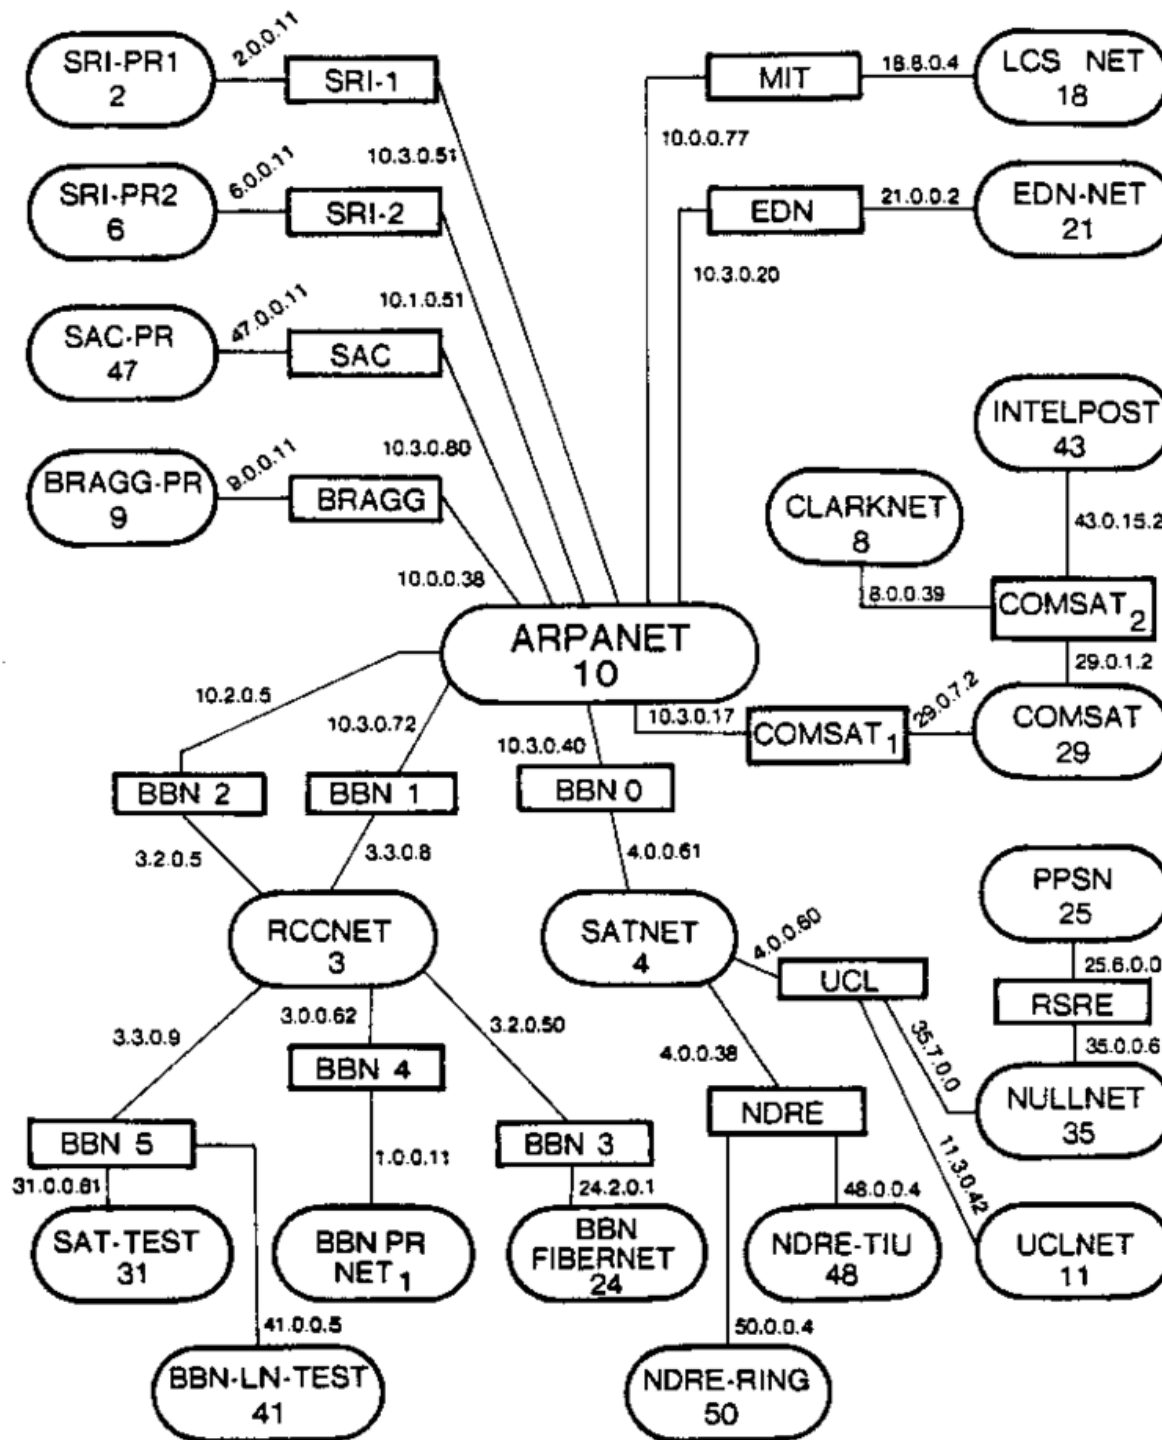 SRI-PR1
2
2.0.0.11
SRI-1
10.3.0.51
MIT
18.8.0.4
LCS NET
18
10.0.0.77
SRI-PR2
6
6.0.0.11
SRI-2
10.1.0.51
EDN
21.0.0.2
EDN-NET
21
10.3.0.20
SAC-PR
47
47.0.0.11
SAC
10.3.0.80
INTELPOST
43
43.0.15.2
BRAGG-PR
9
9.0.0.11
BRAGG
10.0.0.38
CLARKNET
8
8.0.0.39
COMSAT 2
29.0.1.2
ARPANET
10
10.2.0.5
10.3.0.72
10.3.0.40
10.3.0.17
COMSAT 1
29.0.7.2
COMSAT
29
BBN 2
BBN 1
BBN 0
3.2.0.5
3.3.0.8
4.0.0.61
RCCNET
3
SATNET
4
4.0.0.60
UCL
PPSN
25
25.6.0.0
RSRE
35.0.0.6
3.3.0.9
3.0.0.62
3.2.0.50
4.0.0.38
35.7.0.0
BBN 4
NDRE
NULLNET
35
BBN 5
BBN 3
31.0.0.61
1.0.0.11
24.2.0.1
48.0.0.4
11.3.0.42
SAT-TEST
31
BBN PR
NET 1
BBN
FIBERNET
24
NDRE-TIU
48
UCLNET
11
41.0.0.5
50.0.0.4
BBN-LN-TEST
41
NDRE-RING
50